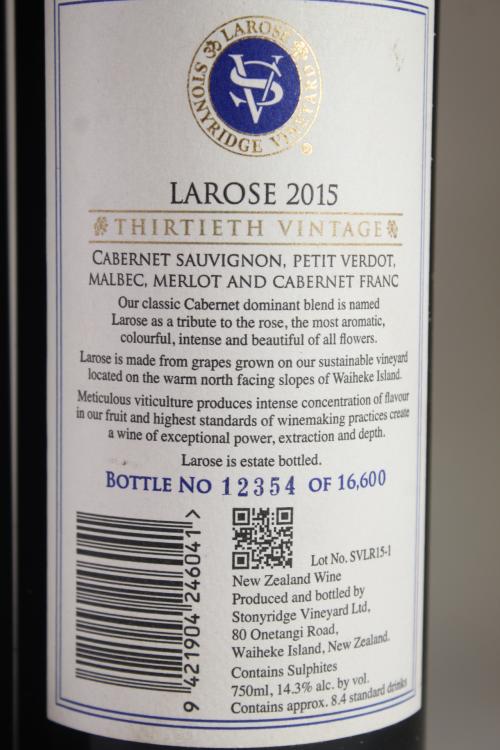 LAROSE
STONYRIDGE VINEYARD
SV
LAROSE 2015
THIRTIETH VINTAGE
CABERNET SAUVIGNON, PETIT VERDOT,
MALBEC, MERLOT AND CABERNET FRANC
Our classic Cabernet dominant blend is named
Larose as a tribute to the rose, the most aromatic,
colourful, intense and beautiful of all flowers.
Larose is made from grapes grown on our sustainable vineyard
located on the warm north facing slopes of Waiheke Island.
Meticulous viticulture produces intense concentration of flavour
in our fruit and highest standards of winemaking practices create
a wine of exceptional power, extraction and depth.
Larose is estate bottled.
BOTTLE NO 12354 OF 16,600
Lot No. SVLR15-1
New Zealand Wine
Produced and bottled by
Stonyridge Vineyard Ltd,
80 Onetangi Road,
Waiheke Island, New Zealand.
Contains Sulphites
750ml, 14.3% alc. by vol.
Contains approx. 8.4 standard drinks
9 421904 246041 >